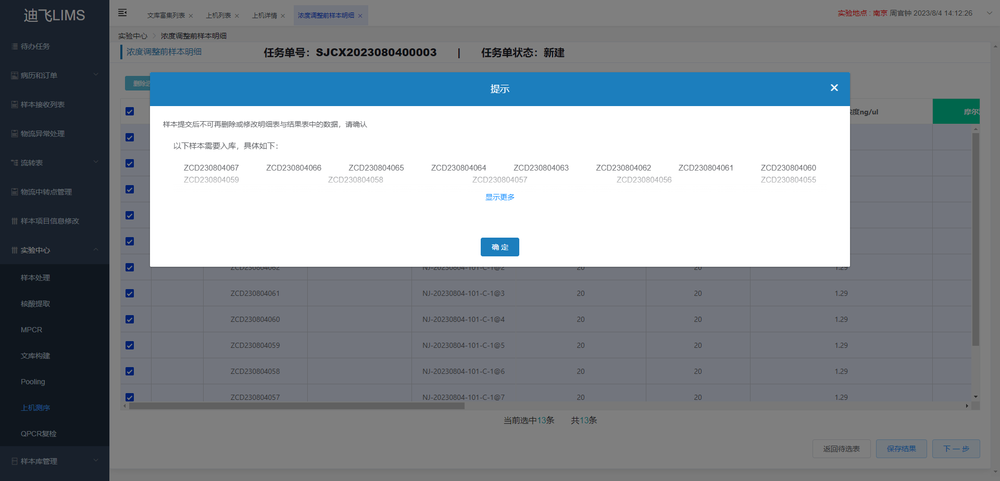 迪飞LIMS
文库富集列表
上机列表
上机详情
浓度调整前样本明细
实验地点：南京 周官钟 2023/8/4 14:12:26
实验中心
浓度调整前样本明细
待办任务
病历和订单
样本接收列表
物流异常处理
流转表
物流中转点管理
样本项目信息修改
实验中心
样本处理
核酸提取
MPCR
文库构建
Pooling
上机测序
QPCR复检
样本库管理
浓度调整前样本明细
任务单号：SJCX2023080400003 | 任务单状态：新建
删除
度ng/ul
摩尔
提示
样本提交后不可再删除或修改明细表与结果表中的数据，请确认
以下样本需要入库，具体如下：
ZCD230804067 ZCD230804066 ZCD230804065 ZCD230804064 ZCD230804063 ZCD230804062 ZCD230804061 ZCD230804060
ZCD230804059 ZCD230804058 ZCD230804057 ZCD230804056 ZCD230804055
显示更多
确 定
ZCD230804062 NJ-20230804-101-C-1@2 20 20 1.29
ZCD230804061 NJ-20230804-101-C-1@3 20 20 1.29
ZCD230804060 NJ-20230804-101-C-1@4 20 20 1.29
ZCD230804059 NJ-20230804-101-C-1@5 20 20 1.29
ZCD230804058 NJ-20230804-101-C-1@6 20 20 1.29
ZCD230804057 NJ-20230804-101-C-1@7 20 20 1.29
当前选中13条 共13条
返回待选表
保存结果
下一步